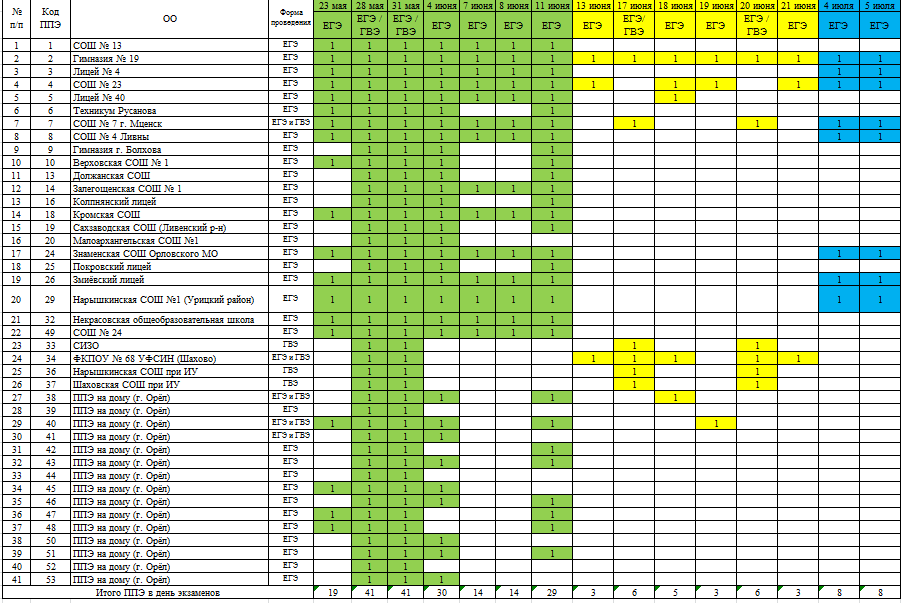 № п/п Код ППЭ ОО Форма проведения 23 мая 28 мая 31 мая 4 июня 7 июня 8 июня 11 июня 13 июня 17 июня 18 июня 19 июня 20 июня 21 июня 4 июля 5 июля
ЕГЭ ЕГЭ / ГВЭ ЕГЭ / ГВЭ ЕГЭ ЕГЭ ЕГЭ ЕГЭ ЕГЭ ЕГЭ/ ГВЭ ЕГЭ ЕГЭ ЕГЭ / ГВЭ ЕГЭ ЕГЭ ЕГЭ
1 1 СОШ № 13 ЕГЭ 1 1 1 1 1 1 1
2 2 Гимназия № 19 ЕГЭ 1 1 1 1 1 1 1 1 1 1 1 1 1 1 1
3 3 Лицей № 4 ЕГЭ 1 1 1 1 1 1 1 1 1
4 4 СОШ № 23 ЕГЭ 1 1 1 1 1 1 1 1 1 1 1 1 1
5 5 Лицей № 40 ЕГЭ 1 1 1 1 1 1 1 1
6 6 Техникум Русанова ЕГЭ 1 1 1 1 1
7 7 СОШ № 7 г. Мценск ЕГЭ и ГВЭ 1 1 1 1 1 1 1 1 1 1 1
8 8 СОШ № 4 Ливны ЕГЭ 1 1 1 1 1 1 1 1 1
9 9 Гимназия г. Болхова ЕГЭ 1 1 1 1
10 10 Верховская СОШ № 1 ЕГЭ 1 1 1 1 1
11 13 Должанская СОШ ЕГЭ 1 1 1 1
12 14 Залегощенская СОШ № 1 ЕГЭ 1 1 1 1 1 1
13 16 Колпнянский лицей ЕГЭ 1 1 1 1
14 18 Кромская СОШ ЕГЭ 1 1 1 1 1 1 1
15 19 Сахзаводская СОШ (Ливенский р-н) ЕГЭ 1 1 1 1
16 20 Малоархангельская СОШ №1 ЕГЭ 1 1 1
17 24 Знаменская СОШ Орловского МО ЕГЭ 1 1 1 1 1 1 1 1 1
18 25 Покровский лицей ЕГЭ 1 1 1 1
19 26 Змиёвский лицей ЕГЭ 1 1 1 1 1 1 1 1 1
20 29 Нарышкинская СОШ №1 (Урицкий район) ЕГЭ 1 1 1 1 1 1 1 1 1
21 32 Некрасовская общеобразовательная школа ЕГЭ 1 1 1 1 1 1 1
22 49 СОШ № 24 ЕГЭ 1 1 1 1 1 1 1
23 33 СИЗО ГВЭ 1 1 1 1
24 34 ФКПОУ № 68 УФСИН (Шахово) ЕГЭ и ГВЭ 1 1 1 1 1 1 1
25 36 Нарышкинская СОШ при ИУ ГВЭ 1 1 1 1
26 37 Шаховская СОШ при ИУ ГВЭ 1 1 1 1
27 38 ППЭ на дому (г. Орёл) ЕГЭ и ГВЭ 1 1 1 1 1
28 39 ППЭ на дому (г. Орёл) ЕГЭ 1 1
29 40 ППЭ на дому (г. Орёл) ЕГЭ и ГВЭ 1 1 1 1 1 1
30 41 ППЭ на дому (г. Орёл) ЕГЭ и ГВЭ 1 1 1
31 42 ППЭ на дому (г. Орёл) ЕГЭ 1 1 1
32 43 ППЭ на дому (г. Орёл) ЕГЭ 1 1 1 1
33 44 ППЭ на дому (г. Орёл) ЕГЭ 1 1
34 45 ППЭ на дому (г. Орёл) ЕГЭ 1 1 1 1
35 46 ППЭ на дому (г. Орёл) ЕГЭ 1 1 1 1
36 47 ППЭ на дому (г. Орёл) ЕГЭ 1 1 1 1
37 48 ППЭ на дому (г. Орёл) ЕГЭ 1 1 1 1
38 50 ППЭ на дому (г. Орёл) ЕГЭ 1 1 1
39 51 ППЭ на дому (г. Орёл) ЕГЭ 1 1 1 1
40 52 ППЭ на дому (г. Орёл) ЕГЭ 1 1
41 53 ППЭ на дому (г. Орёл) ЕГЭ 1 1 1
Итого ППЭ в день экзаменов 19 41 41 30 14 14 29 3 6 5 3 6 3 8 8